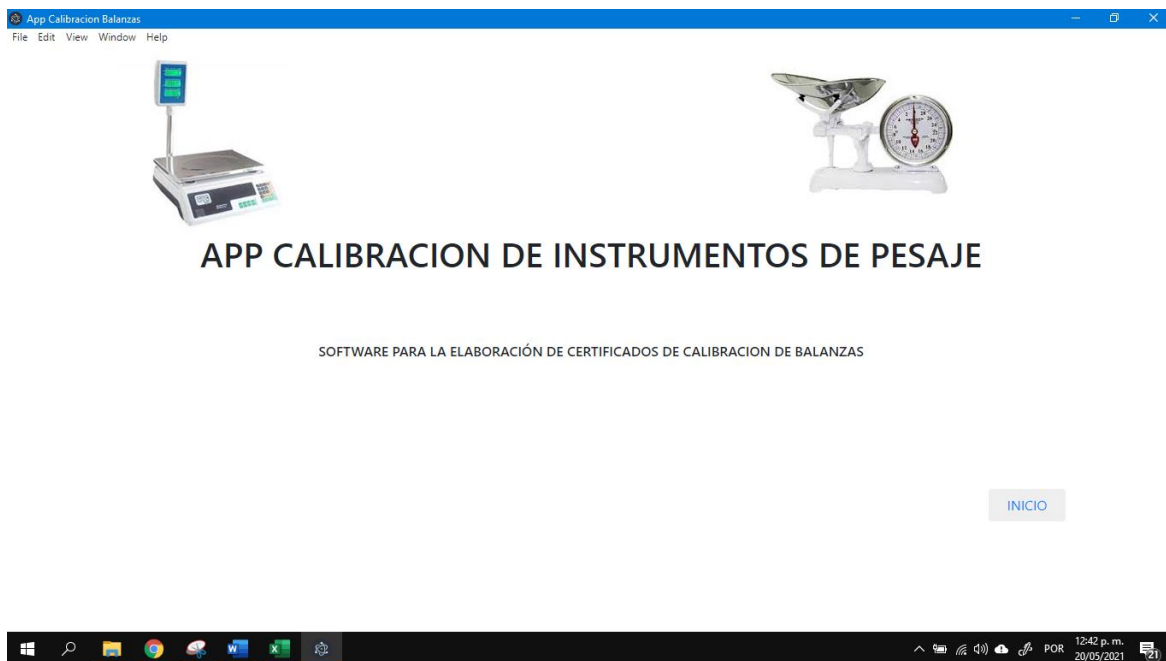 App Calibracion Balanzas
File Edit View Window Help
APP CALIBRACION DE INSTRUMENTOS DE PESAJE
SOFTWARE PARA LA ELABORACIÓN DE CERTIFICADOS DE CALIBRACION DE BALANZAS
INICIO
POR
12:42 p. m.
20/05/2021
21